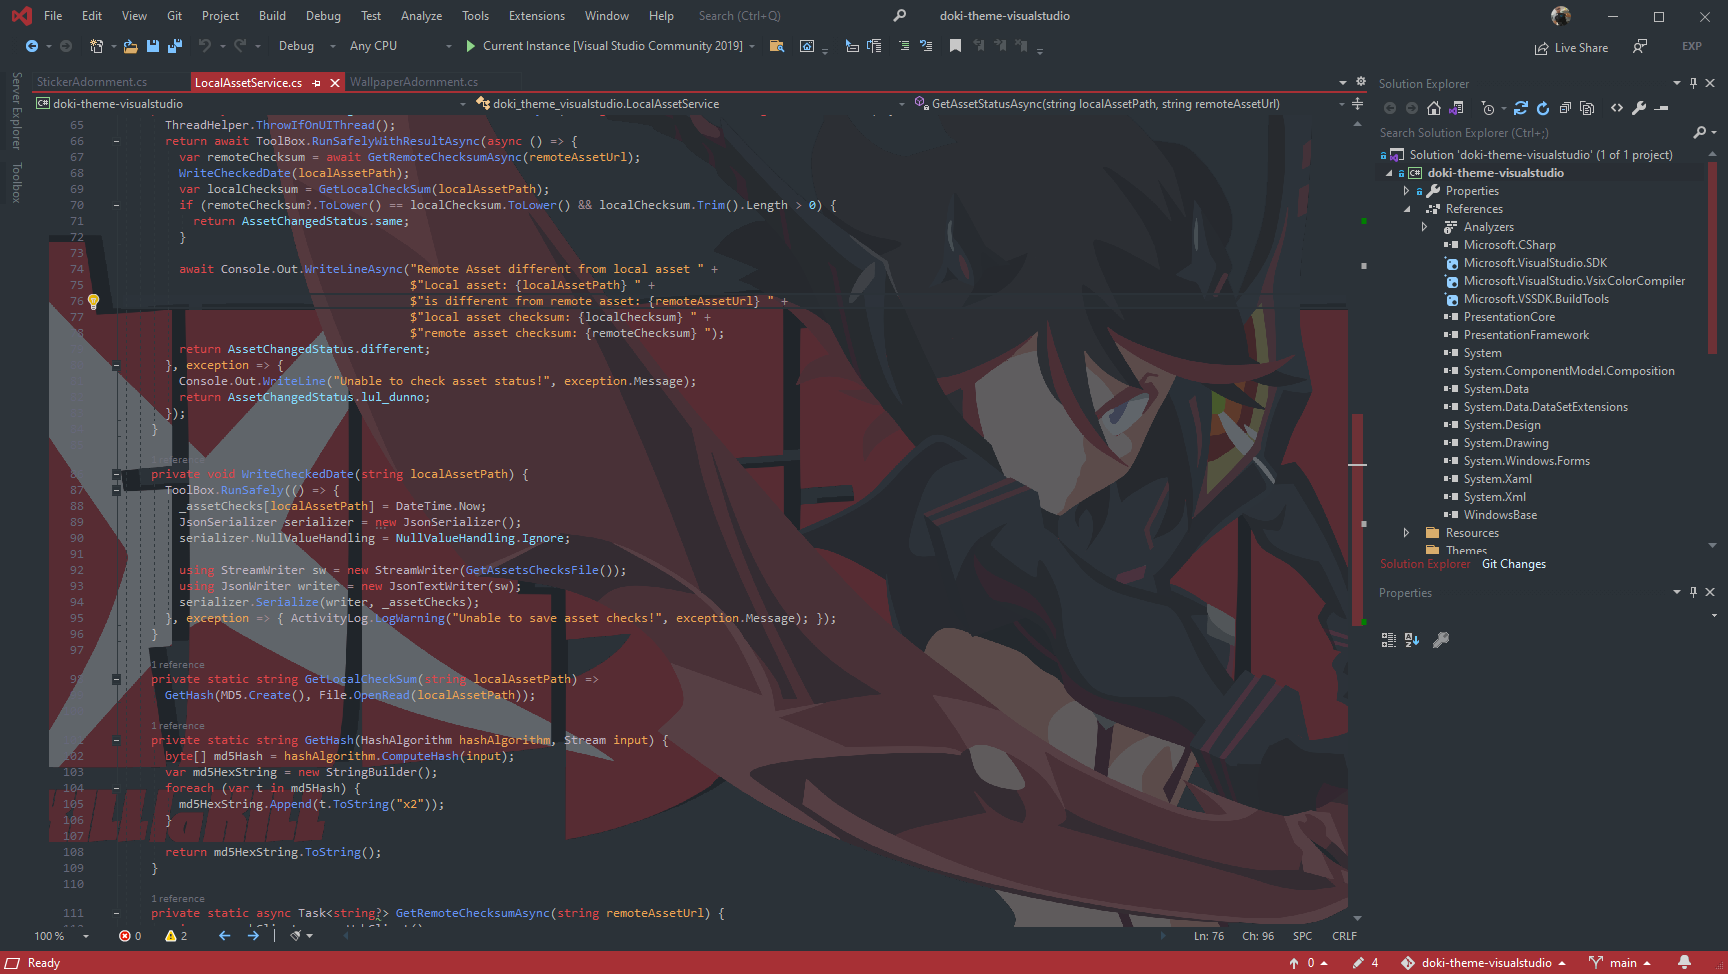 File Edit View Git Project Build Debug Test Analyze Tools Extensions Window Help Search (Ctrl+Q) doki-theme-visualstudio
Debug Any CPU Current Instance [Visual Studio Community 2019] Live Share EXP
Server Explorer
Toolbox
StickerAdornment.cs LocalAssetService.cs WallpaperAdornment.cs
doki-theme-visualstudio doki_theme_visualstudio.LocalAssetService GetAssetStatusAsync(string localAssetPath, string remoteAssetUrl)
65 ThreadHelper.ThrowIfOnUIThread();
66 return await ToolBox.RunSafelyWithResultAsync(async () => {
67 var remoteChecksum = await GetRemoteChecksumAsync(remoteAssetUrl);
68 WriteCheckedDate(localAssetPath);
69 var localChecksum = GetLocalCheckSum(localAssetPath);
70 if (remoteChecksum?.ToLower() == localChecksum.ToLower() && localChecksum.Trim().Length > 0) {
71 return AssetChangedStatus.same;
72 }
73
74 await Console.Out.WriteLineAsync("Remote Asset different from local asset " +
75 $"Local asset: {localAssetPath} " +
76 $"is different from remote asset: {remoteAssetUrl} " +
77 $"local asset checksum: {localChecksum} " +
$"remote asset checksum: {remoteChecksum} ");
return AssetChangedStatus.different;
}, exception => {
Console.Out.WriteLine("Unable to check asset status!", exception.Message);
return AssetChangedStatus.lul_dunno;
});
}
1 reference
private void WriteCheckedDate(string localAssetPath) {
87 ToolBox.RunSafely(() => {
88 _assetChecks[localAssetPath] = DateTime.Now;
89 JsonSerializer serializer = new JsonSerializer();
90 serializer.NullValueHandling = NullValueHandling.Ignore;
91
92 using StreamWriter sw = new StreamWriter(GetAssetsChecksFile());
93 using JsonWriter writer = new JsonTextWriter(sw);
94 serializer.Serialize(writer, _assetChecks);
95 }, exception => { ActivityLog.LogWarning("Unable to save asset checks!", exception.Message); });
96 }
97
1 reference
98 private static string GetLocalCheckSum(string localAssetPath) =>
GetHash(MD5.Create(), File.OpenRead(localAssetPath));
1 reference
private static string GetHash(HashAlgorithm hashAlgorithm, Stream input) {
102 byte[] md5Hash = hashAlgorithm.ComputeHash(input);
103 var md5HexString = new StringBuilder();
104 foreach (var t in md5Hash) {
105 md5HexString.Append(t.ToString("x2"));
106 }
107
108 return md5HexString.ToString();
109 }
110
1 reference
111 private static async Task<string?> GetRemoteChecksumAsync(string remoteAssetUrl) {
KILL la KILL
100 % 0 2 Ln: 76 Ch: 96 SPC CRLF
Solution Explorer
Search Solution Explorer (Ctrl+;)
Solution 'doki-theme-visualstudio' (1 of 1 project)
doki-theme-visualstudio
Properties
References
Analyzers
Microsoft.CSharp
Microsoft.VisualStudio.SDK
Microsoft.VisualStudio.VsixColorCompiler
Microsoft.VSSDK.BuildTools
PresentationCore
PresentationFramework
System
System.ComponentModel.Composition
System.Data
System.Data.DataSetExtensions
System.Design
System.Drawing
System.Windows.Forms
System.Xaml
System.Xml
WindowsBase
Resources
Themes
Solution Explorer Git Changes
Properties
Ready 0 4 doki-theme-visualstudio main